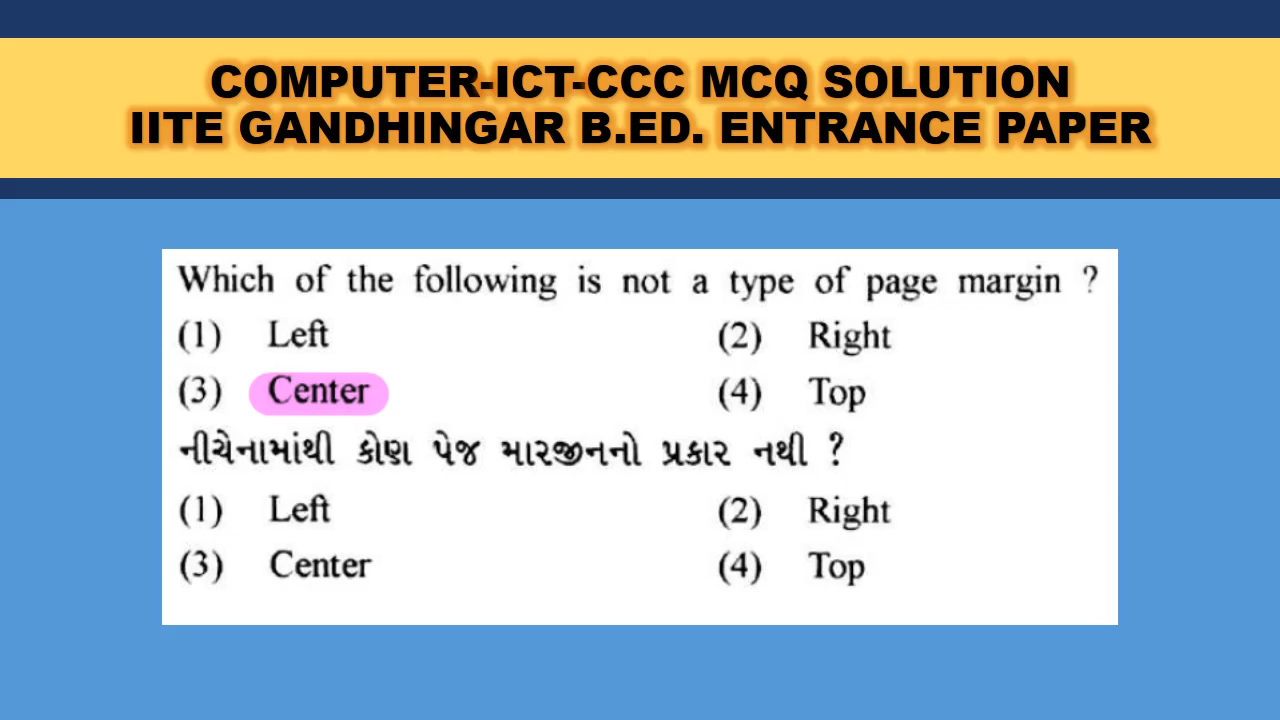 COMPUTER-ICT-CCC MCQ SOLUTION
IITE GANDHINGAR B.ED. ENTRANCE PAPER
Which of the following is not a type of page margin ?
(1) Left (2) Right
(3) Center (4) Top
નીચેનામાંથી કોણ પેજ મારજીનનો પ્રકાર નથી ?
(1) Left (2) Right
(3) Center (4) Top